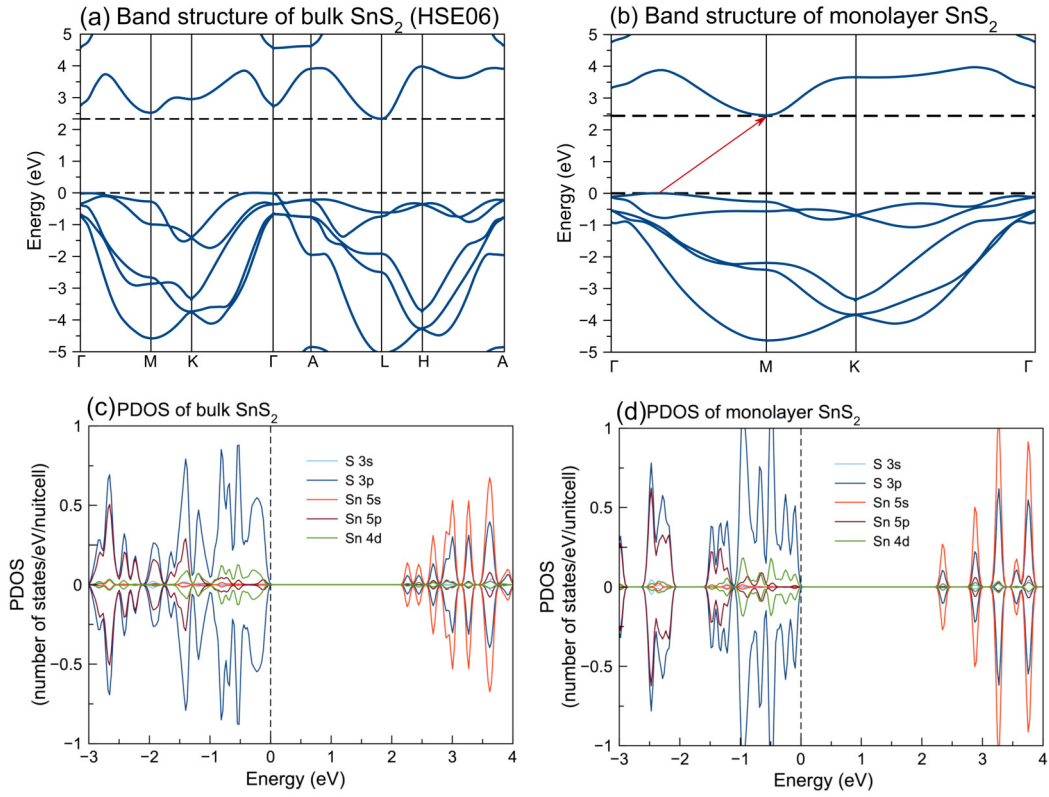 (a) Band structure of bulk SnS₂ (HSE06)
5
4
3
2
1
0
−1
−2
−3
−4
−5
Energy (eV)
Γ M K Γ A L H A
(b) Band structure of monolayer SnS₂
5
4
3
2
1
0
−1
−2
−3
−4
−5
Energy (eV)
Γ M K Γ
(c) PDOS of bulk SnS₂
1
0.5
0
−0.5
−1
PDOS
(number of states/eV/nuitcell)
S 3s
S 3p
Sn 5s
Sn 5p
Sn 4d
−3 −2 −1 0 1 2 3 4
Energy (eV)
(d) PDOS of monolayer SnS₂
1
0.5
0
−0.5
−1
PDOS
(number of states/eV/unitcell)
S 3s
S 3p
Sn 5s
Sn 5p
Sn 4d
−3 −2 −1 0 1 2 3 4
Energy (eV)